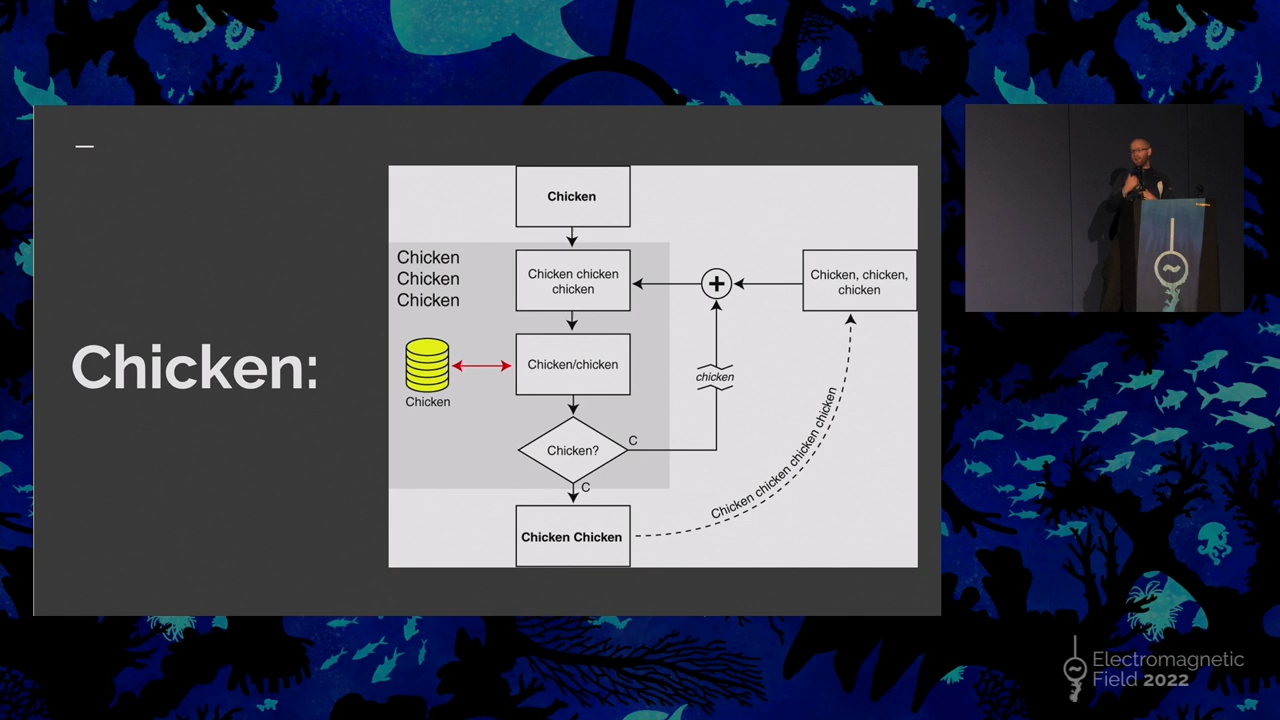 Chicken:
Chicken
Chicken
Chicken
Chicken
Chicken chicken
chicken
Chicken, chicken,
chicken
Chicken/chicken
Chicken
chicken
Chicken?
C
C
Chicken chicken chicken chicken
Chicken Chicken
Electromagnetic
Field 2022